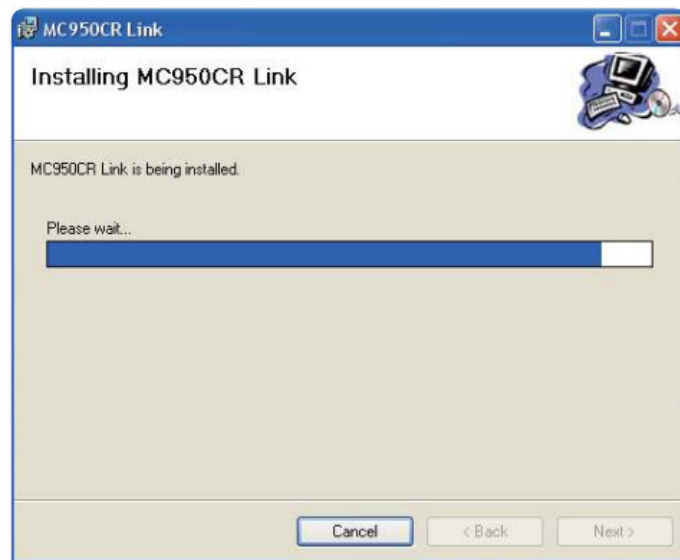 MC950CR Link
Installing MC950CR Link
MC950CR Link is being installed.
Please wait...
Cancel
< Back
Next >